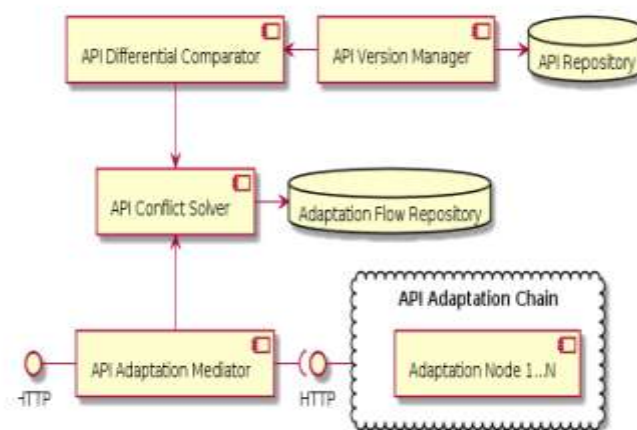 API Differential Comparator
API Version Manager
API Repository
API Conflict Solver
Adaptation Flow Repository
API Adaptation Chain
API Adaptation Mediator
Adaptation Node 1...N
HTTP
HTTP